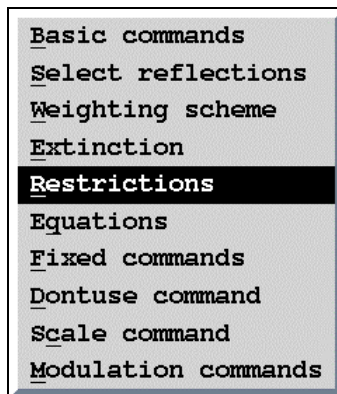 Basic commands
Select reflections
Weighting scheme
Extinction
Restrictions
Equations
Fixed commands
Dontuse command
Scale command
Modulation commands